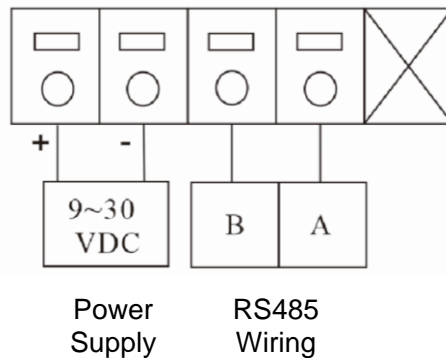 + -
9~30
VDC
B A
Power
Supply
RS485
Wiring